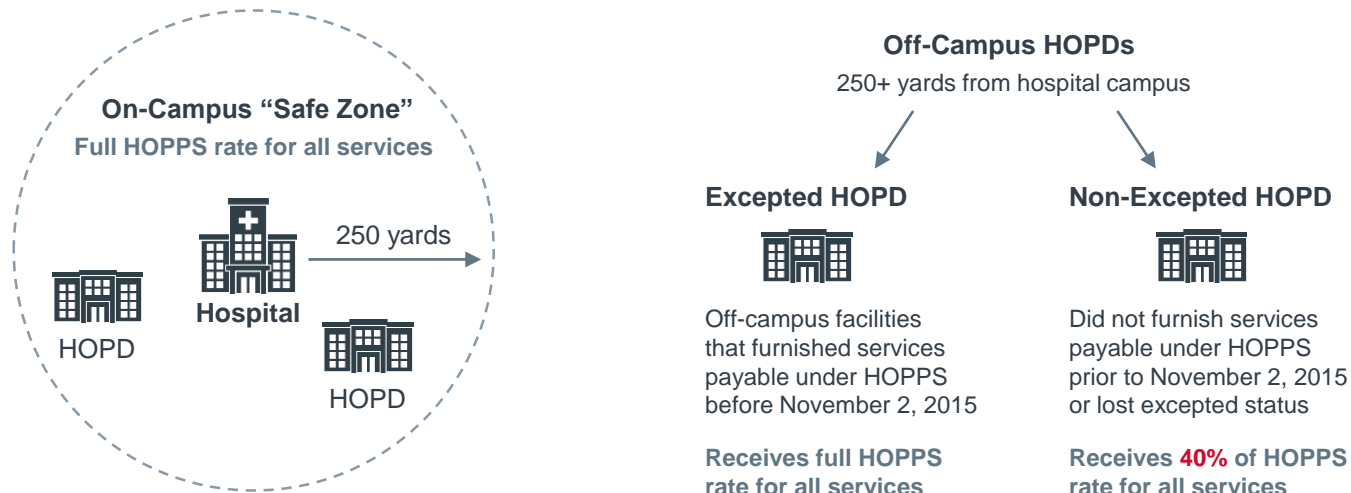 On-Campus “Safe Zone”
Full HOPPS rate for all services
250 yards
Hospital
HOPD
HOPD
Off-Campus HOPDs
250+ yards from hospital campus
Excepted HOPD
Off-campus facilities
that furnished services
payable under HOPPS
before November 2, 2015
Receives full HOPPS
rate for all services
Non-Excepted HOPD
Did not furnish services
payable under HOPPS
prior to November 2, 2015
or lost excepted status
Receives 40% of HOPPS
rate for all services